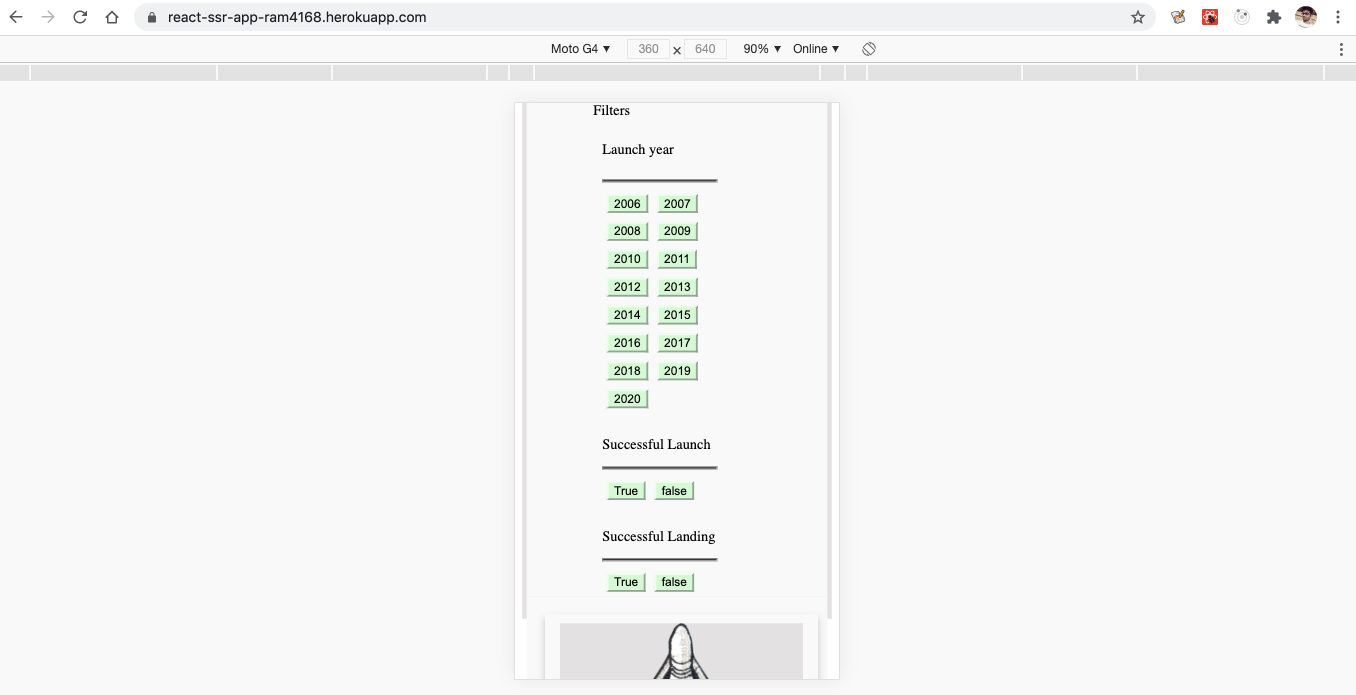 react-ssr-app-ram4168.herokuapp.com
Moto G4 ▼ 360 × 640 90% ▼ Online ▼
Filters
Launch year
2006 2007
2008 2009
2010 2011
2012 2013
2014 2015
2016 2017
2018 2019
2020
Successful Launch
True false
Successful Landing
True false